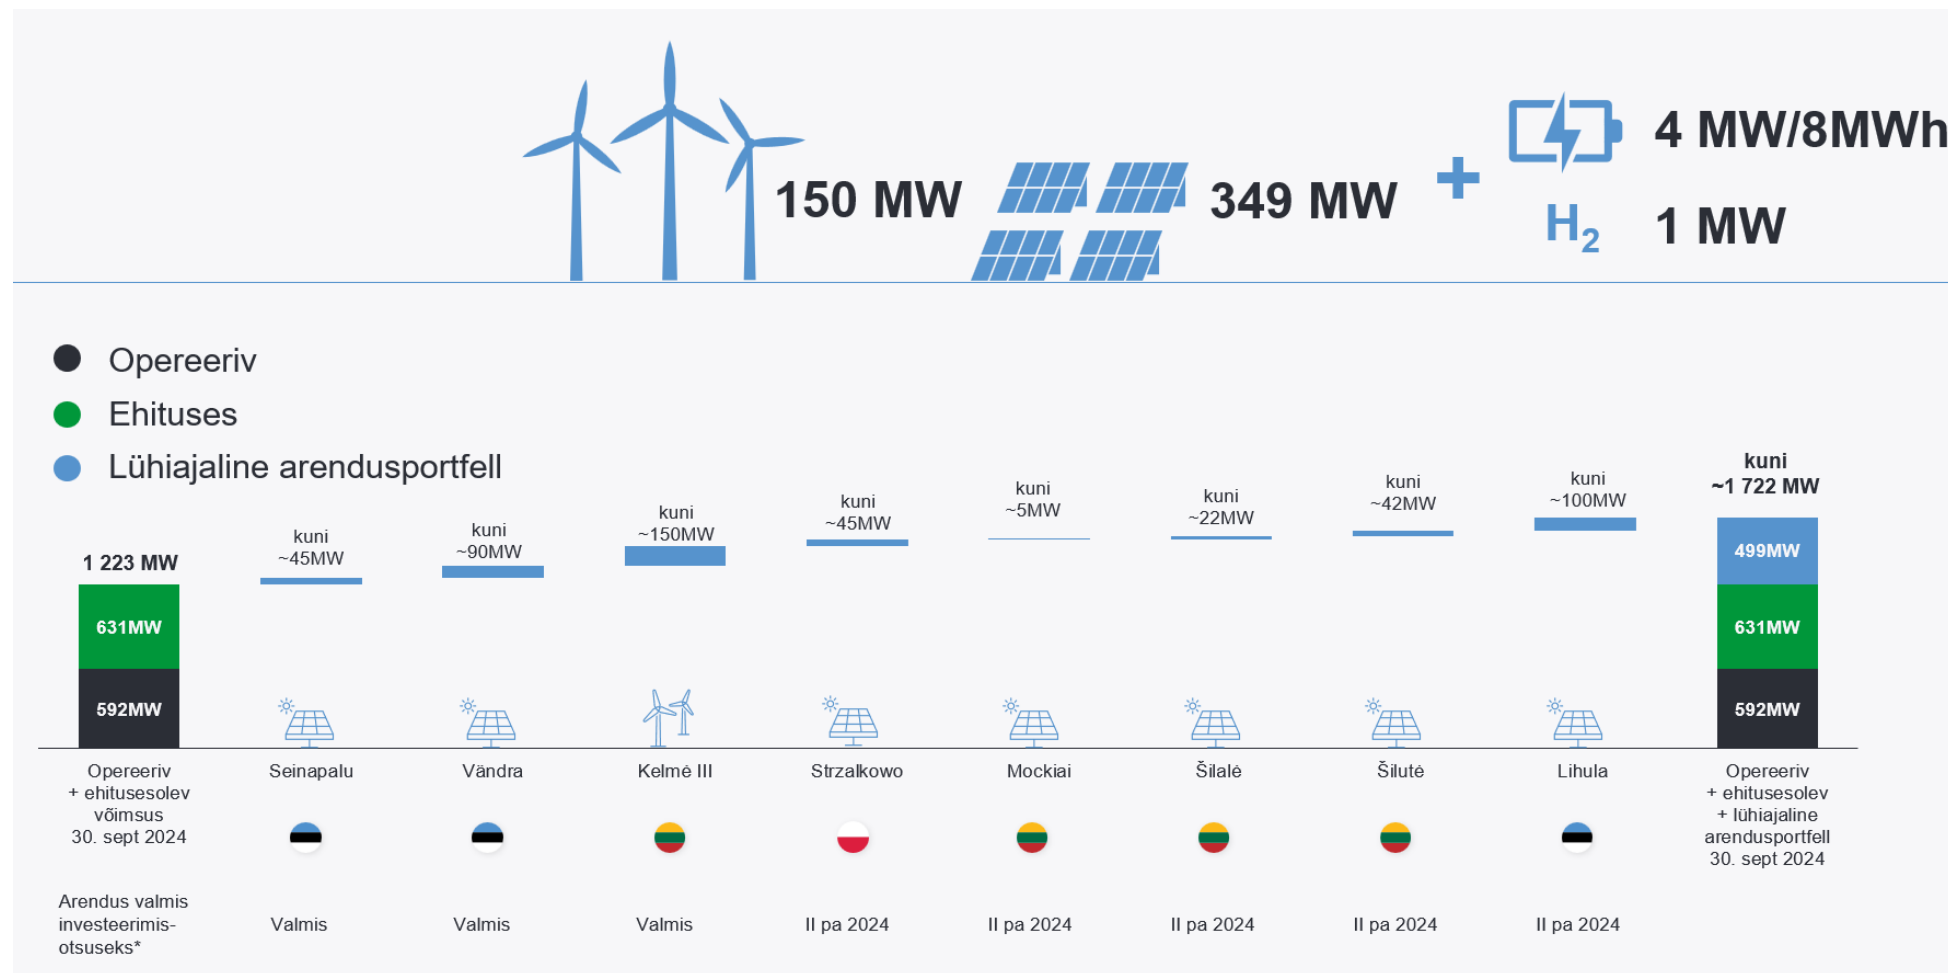 150 MW
349 MW
+
4 MW/8MWh
H₂
1 MW
Opereeriv
Ehituses
Lühiajaline arendusportfell
1 223 MW
631MW
592MW
kuni
~45MW
kuni
~90MW
kuni
~150MW
kuni
~45MW
kuni
~5MW
kuni
~22MW
kuni
~42MW
kuni
~100MW
kuni
~1 722 MW
499MW
631MW
592MW
Opereeriv
+ ehitusesolev
võimsus
30. sept 2024
Seinapalu
Vändra
Kelmė III
Strzalkowo
Mockiai
Šilalė
Šilutė
Lihula
Opereeriv
+ ehitusesolev
+ lühiajaline
arendusportfell
30. sept 2024
Arendus valmis
investeerimis-
otsuseks*
Valmis
Valmis
Valmis
II pa 2024
II pa 2024
II pa 2024
II pa 2024
II pa 2024